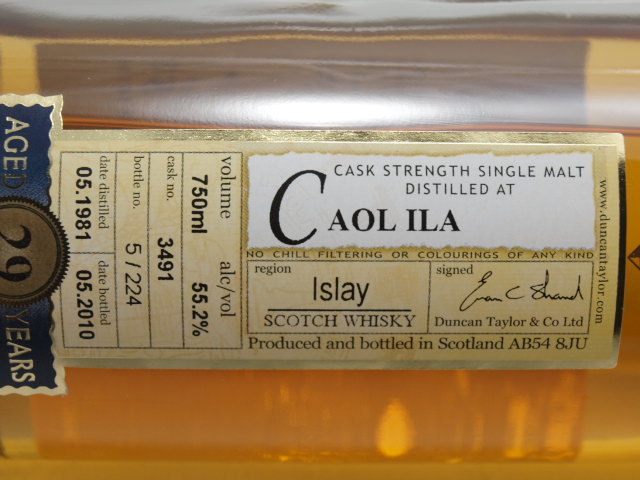 AGED
29
YEARS
date distilled
05.1981
date bottled
05.2010
bottle no.
5 / 224
cask no.
3491
volume
750ml
alc/vol
55.2%
CASK STRENGTH SINGLE MALT
DISTILLED AT
CAOL ILA
NO CHILL FILTERING OR COLOURINGS OF ANY KIND
region
Islay
SCOTCH WHISKY
signed
Euan C Shand
Duncan Taylor & Co Ltd
Produced and bottled in Scotland AB54 8JU
www.duncantaylor.com